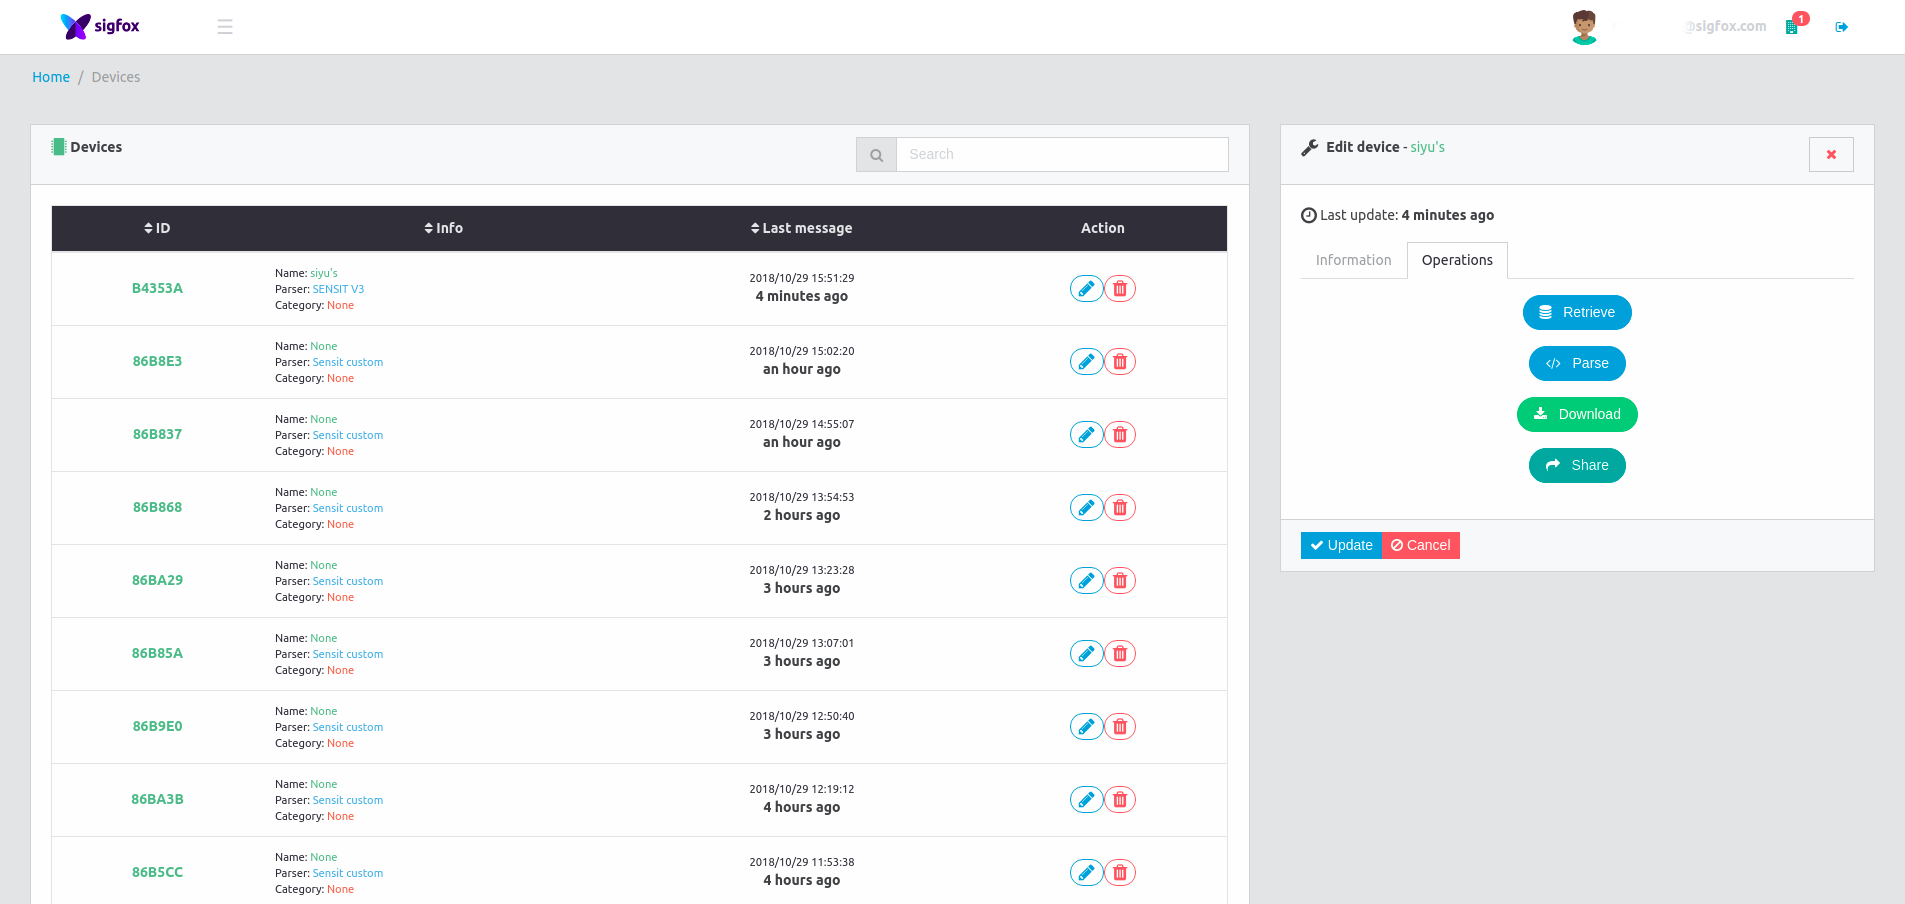 sigfox
@sigfox.com
1
Home / Devices
Devices
Search
ID Info Last message Action
B4353A
Name: siyu's
Parser: SENSIT V3
Category: None
2018/10/29 15:51:29
4 minutes ago
86B8E3
Name: None
Parser: Sensit custom
Category: None
2018/10/29 15:02:20
an hour ago
86B837
Name: None
Parser: Sensit custom
Category: None
2018/10/29 14:55:07
an hour ago
86B868
Name: None
Parser: Sensit custom
Category: None
2018/10/29 13:54:53
2 hours ago
86BA29
Name: None
Parser: Sensit custom
Category: None
2018/10/29 13:23:28
3 hours ago
86B85A
Name: None
Parser: Sensit custom
Category: None
2018/10/29 13:07:01
3 hours ago
86B9E0
Name: None
Parser: Sensit custom
Category: None
2018/10/29 12:50:40
3 hours ago
86BA3B
Name: None
Parser: Sensit custom
Category: None
2018/10/29 12:19:12
4 hours ago
86B5CC
Name: None
Parser: Sensit custom
Category: None
2018/10/29 11:53:38
4 hours ago
Edit device - siyu's
Last update: 4 minutes ago
Information Operations
Retrieve
Parse
Download
Share
Update Cancel